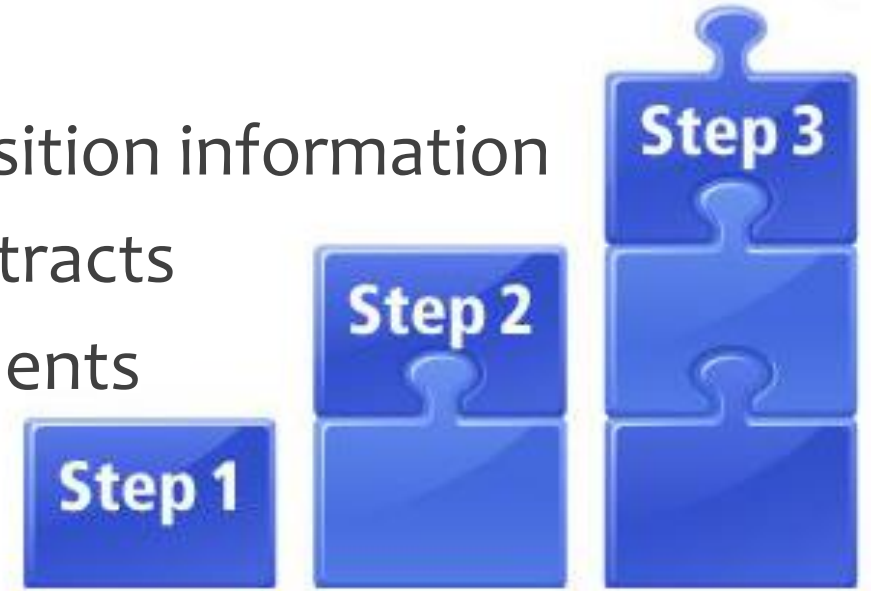 sition information
Step 3
tracts
Step 2
ents
Step 1